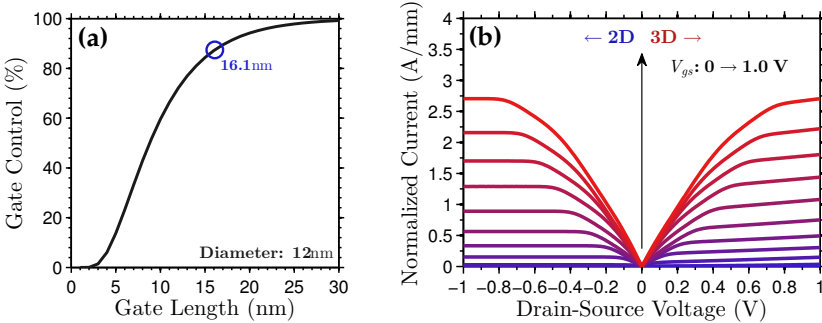 (a)
100
80
60
40
20
0
Gate Control (%)
16.1nm
Diameter: 12nm
0 5 10 15 20 25 30
Gate Length (nm)
(b)
4
3.5
3
2.5
2
1.5
1
0.5
0
Normalized Current (A/mm)
← 2D 3D →
Vgs: 0 → 1.0 V
−1 −0.8 −0.6 −0.4 −0.2 0 0.2 0.4 0.6 0.8 1
Drain-Source Voltage (V)